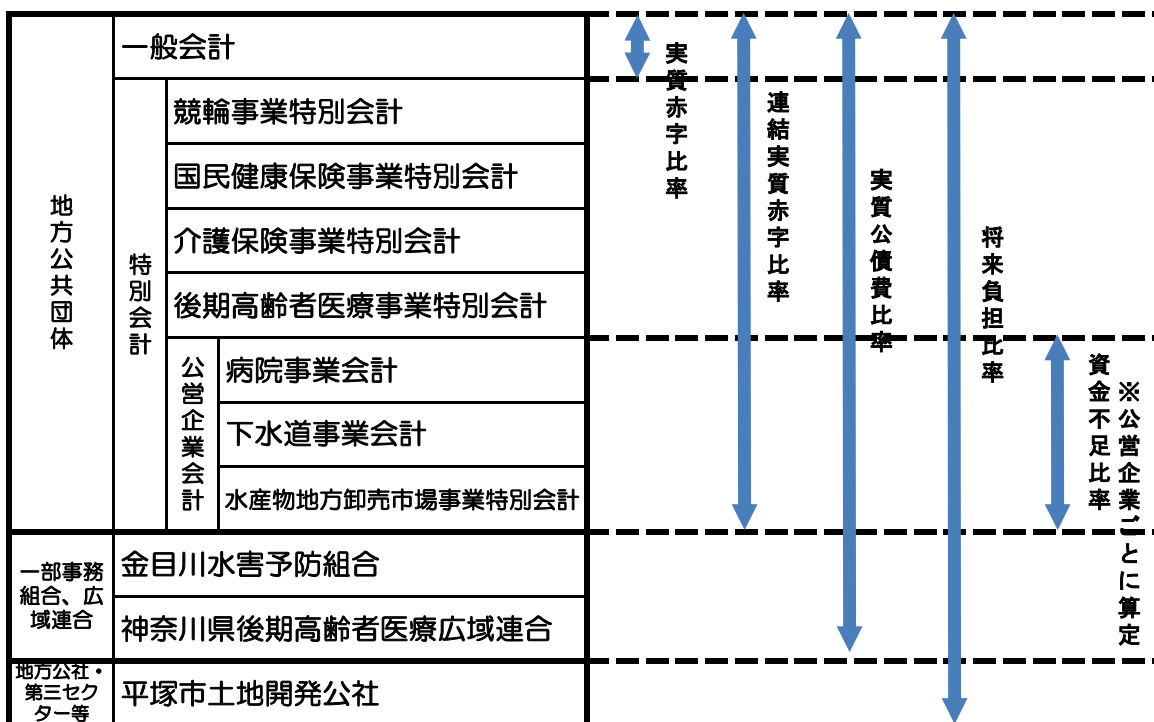 地方公共団体
一般会計
特別会計
競輪事業特別会計
国民健康保険事業特別会計
介護保険事業特別会計
後期高齢者医療事業特別会計
公営企業会計
病院事業会計
下水道事業会計
水産物地方卸売市場事業特別会計
一部事務
組合、広
域連合
金目川水害予防組合
神奈川県後期高齢者医療広域連合
地方公社・
第三セク
ター等
平塚市土地開発公社
実質赤字比率
連結実質赤字比率
実質公債費比率
将来負担比率
資金不足比率
※公営企業ごとに算定